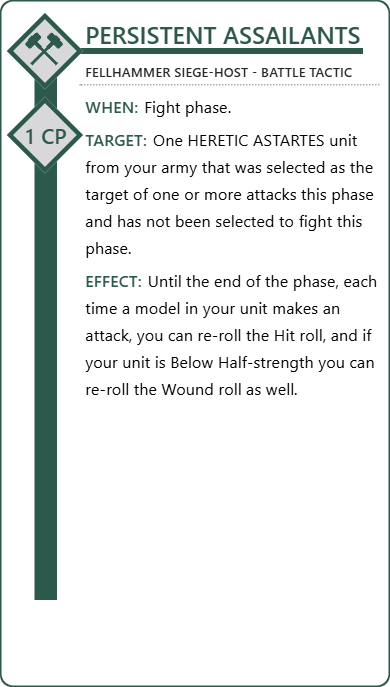 PERSISTENT ASSAILANTS
FELLHAMMER SIEGE-HOST - BATTLE TACTIC
1 CP
WHEN: Fight phase.
TARGET: One HERETIC ASTARTES unit
from your army that was selected as the
target of one or more attacks this phase
and has not been selected to fight this
phase.
EFFECT: Until the end of the phase, each
time a model in your unit makes an
attack, you can re-roll the Hit roll, and if
your unit is Below Half-strength you can
re-roll the Wound roll as well.